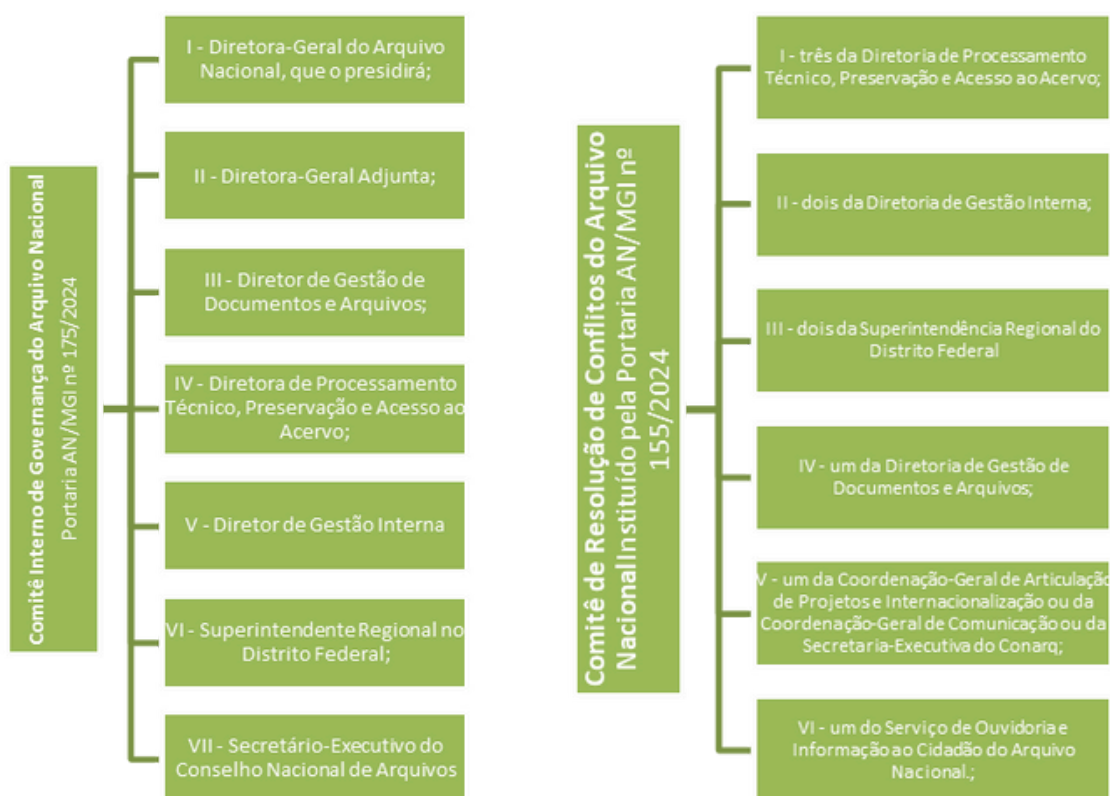 Comitê Interno de Governança do Arquivo Nacional
Portaria AN/MGI nº 175/2024
I - Diretora-Geral do Arquivo
Nacional, que o presidirá;
II - Diretora-Geral Adjunta;
III - Diretor de Gestão de
Documentos e Arquivos;
IV - Diretora de Processamento
Técnico, Preservação e Acesso ao
Acervo;
V - Diretor de Gestão Interna
VI - Superintendente Regional no
Distrito Federal;
VII - Secretário-Executivo do
Conselho Nacional de Arquivos
Comitê de Resolução de Conflitos do Arquivo
NacionalInstituído pela Portaria AN/MGI nº
155/2024
I - três da Diretoria de Processamento
Técnico, Preservação e Acesso ao Acervo;
II - dois da Diretoria de Gestão Interna;
III - dois da Superintendência Regional do
Distrito Federal
IV - um da Diretoria de Gestão de
Documentos e Arquivos;
V - um da Coordenação-Geral de Articulação
de Projetos e Internacionalização ou da
Coordenação-Geral de Comunicação ou da
Secretaria-Executiva do Conarq;
VI - um do Serviço de Ouvidoria e
Informação ao Cidadão do Arquivo
Nacional.;